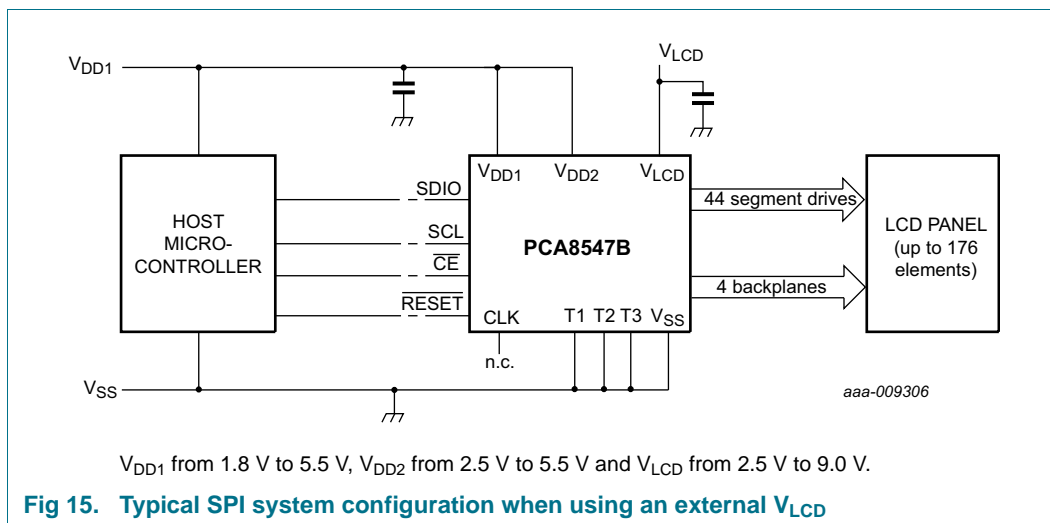 VDD1
VLCD
VDD1 VDD2 VLCD
HOST
MICRO-
CONTROLLER
SDIO
SCL
CE
RESET
PCA8547B
CLK
n.c.
T1 T2 T3 VSS
44 segment drives
4 backplanes
LCD PANEL
(up to 176
elements)
VSS
aaa-009306
VDD1 from 1.8 V to 5.5 V, VDD2 from 2.5 V to 5.5 V and VLCD from 2.5 V to 9.0 V.
Fig 15. Typical SPI system configuration when using an external VLCD